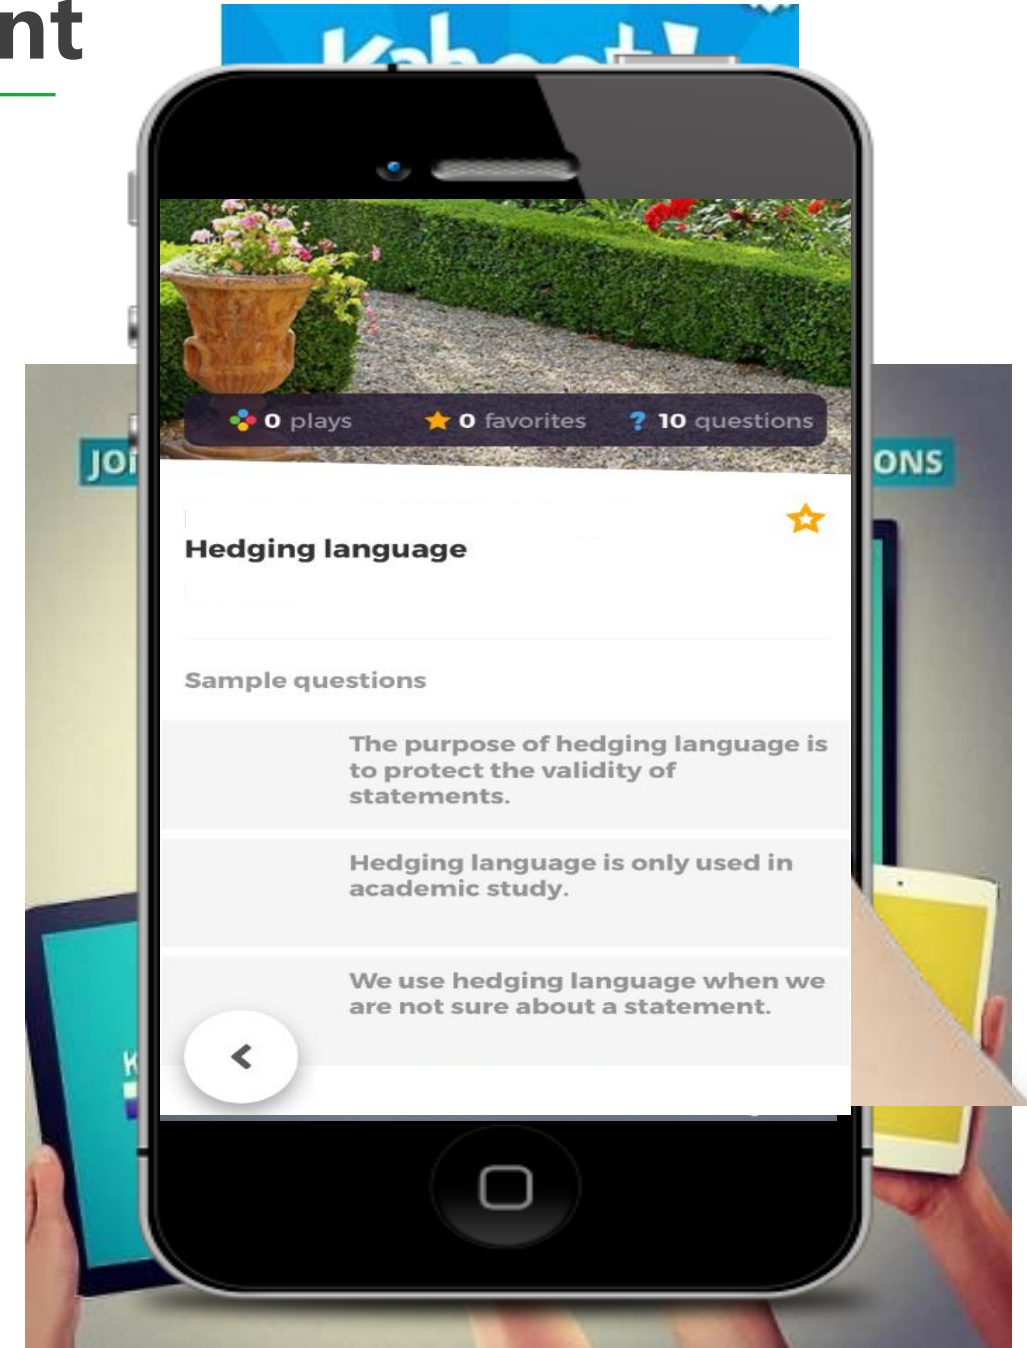 nt
Kahoot!
0 plays 0 favorites ? 10 questions
ONS
Hedging language
Sample questions
The purpose of hedging language is
to protect the validity of
statements.
Hedging language is only used in
academic study.
We use hedging language when we
are not sure about a statement.